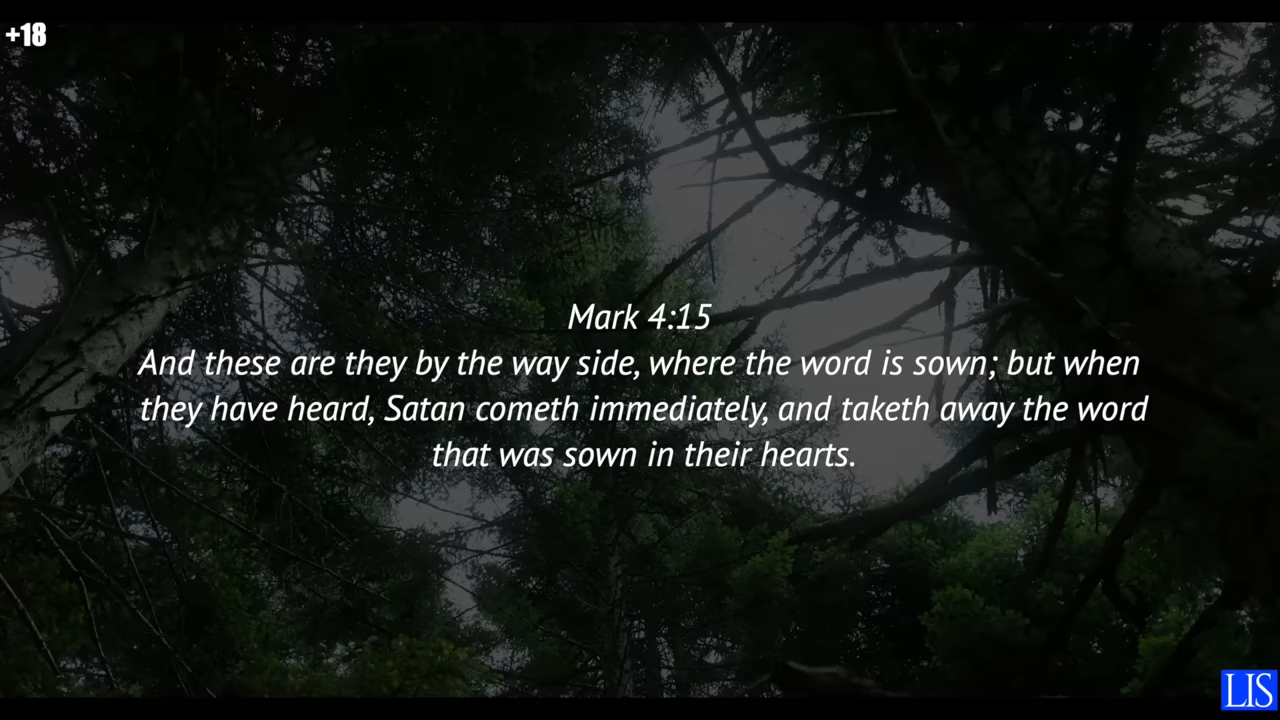 +18
Mark 4:15
And these are they by the way side, where the word is sown; but when
they have heard, Satan cometh immediately, and taketh away the word
that was sown in their hearts.
LIS